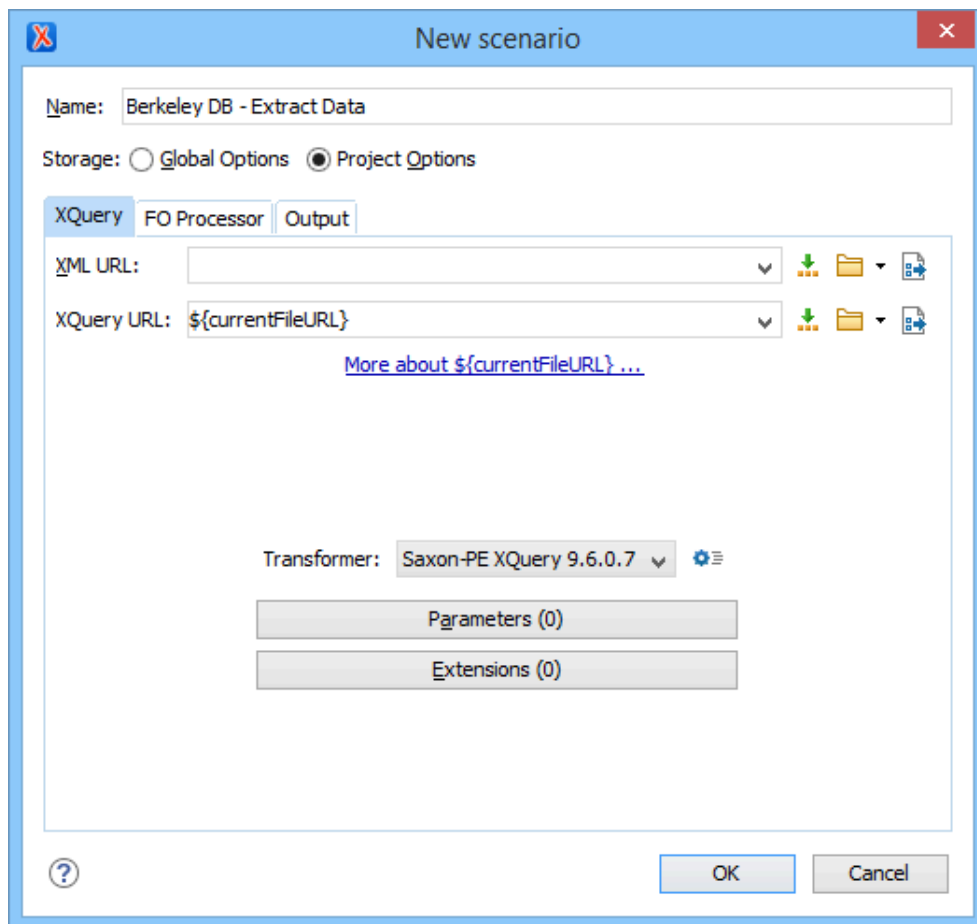 New scenario
Name: Berkeley DB - Extract Data
Storage: Global Options Project Options
XQuery FO Processor Output
XML URL:
XQuery URL: ${currentFileURL}
More about ${currentFileURL} ...
Transformer: Saxon-PE XQuery 9.6.0.7
Parameters (0)
Extensions (0)
? OK Cancel